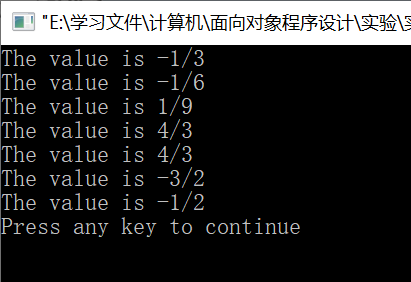 "E:\学习文件\计算机\面向对象程序设计\实验\
The value is -1/3
The value is -1/6
The value is 1/9
The value is 4/3
The value is 4/3
The value is -3/2
The value is -1/2
Press any key to continue